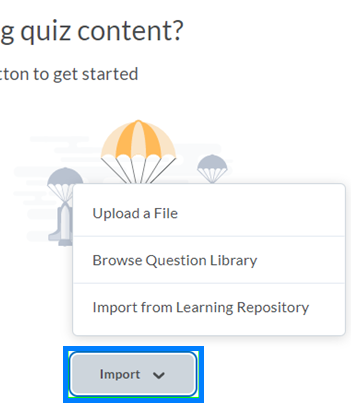 g quiz content?
tton to get started
Upload a File
Browse Question Library
Import from Learning Repository
Import